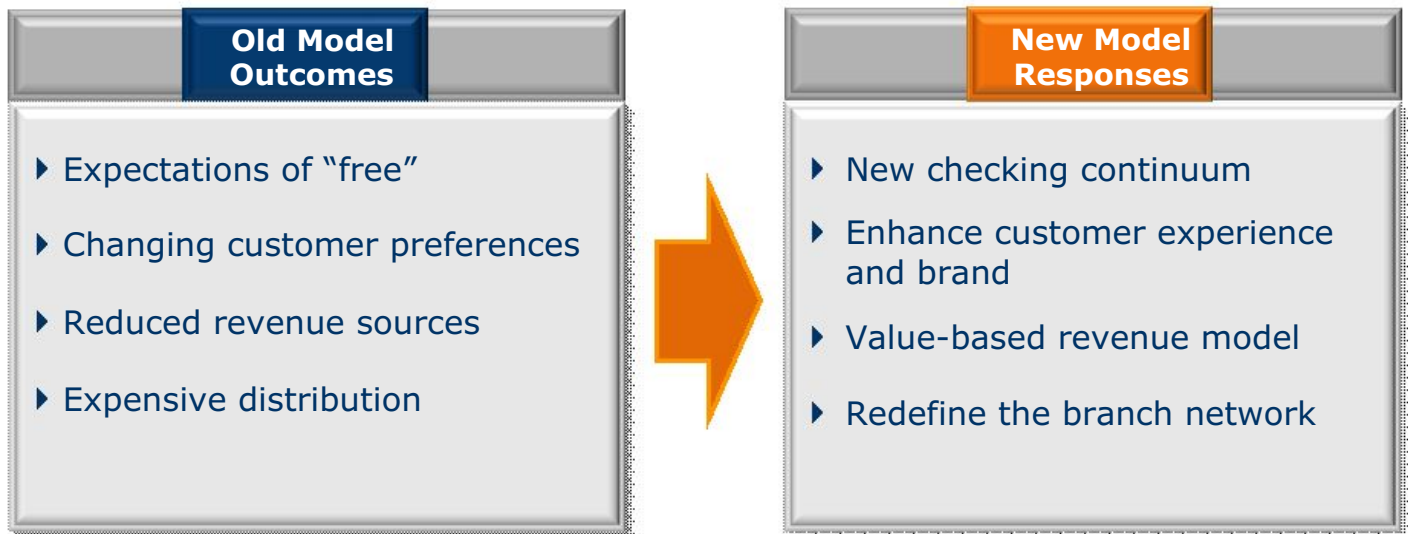 Old Model
Outcomes
▶ Expectations of “free”
▶ Changing customer preferences
▶ Reduced revenue sources
▶ Expensive distribution
New Model
Responses
▶ New checking continuum
▶ Enhance customer experience
and brand
▶ Value-based revenue model
▶ Redefine the branch network